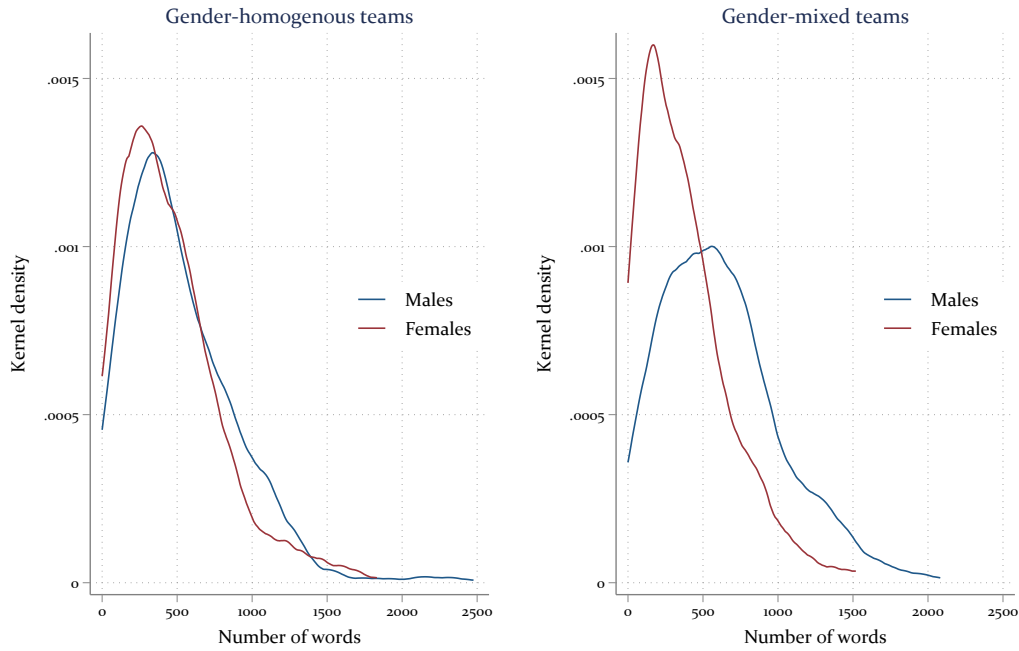 Gender-homogenous teams
.0015
.001
.0005
0
Kernel density
Males
Females
0 500 1000 1500 2000 2500
Number of words
Gender-mixed teams
.0015
.001
.0005
0
Kernel density
Males
Females
0 500 1000 1500 2000 2500
Number of words